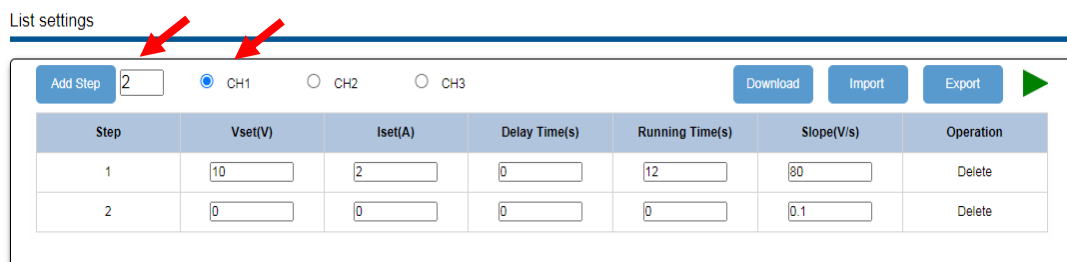 List settings
Add Step 2 CH1 CH2 CH3 Download Import Export
Step Vset(V) Iset(A) Delay Time(s) Running Time(s) Slope(V/s) Operation
1 10 2 0 12 80 Delete
2 0 0 0 0 0.1 Delete